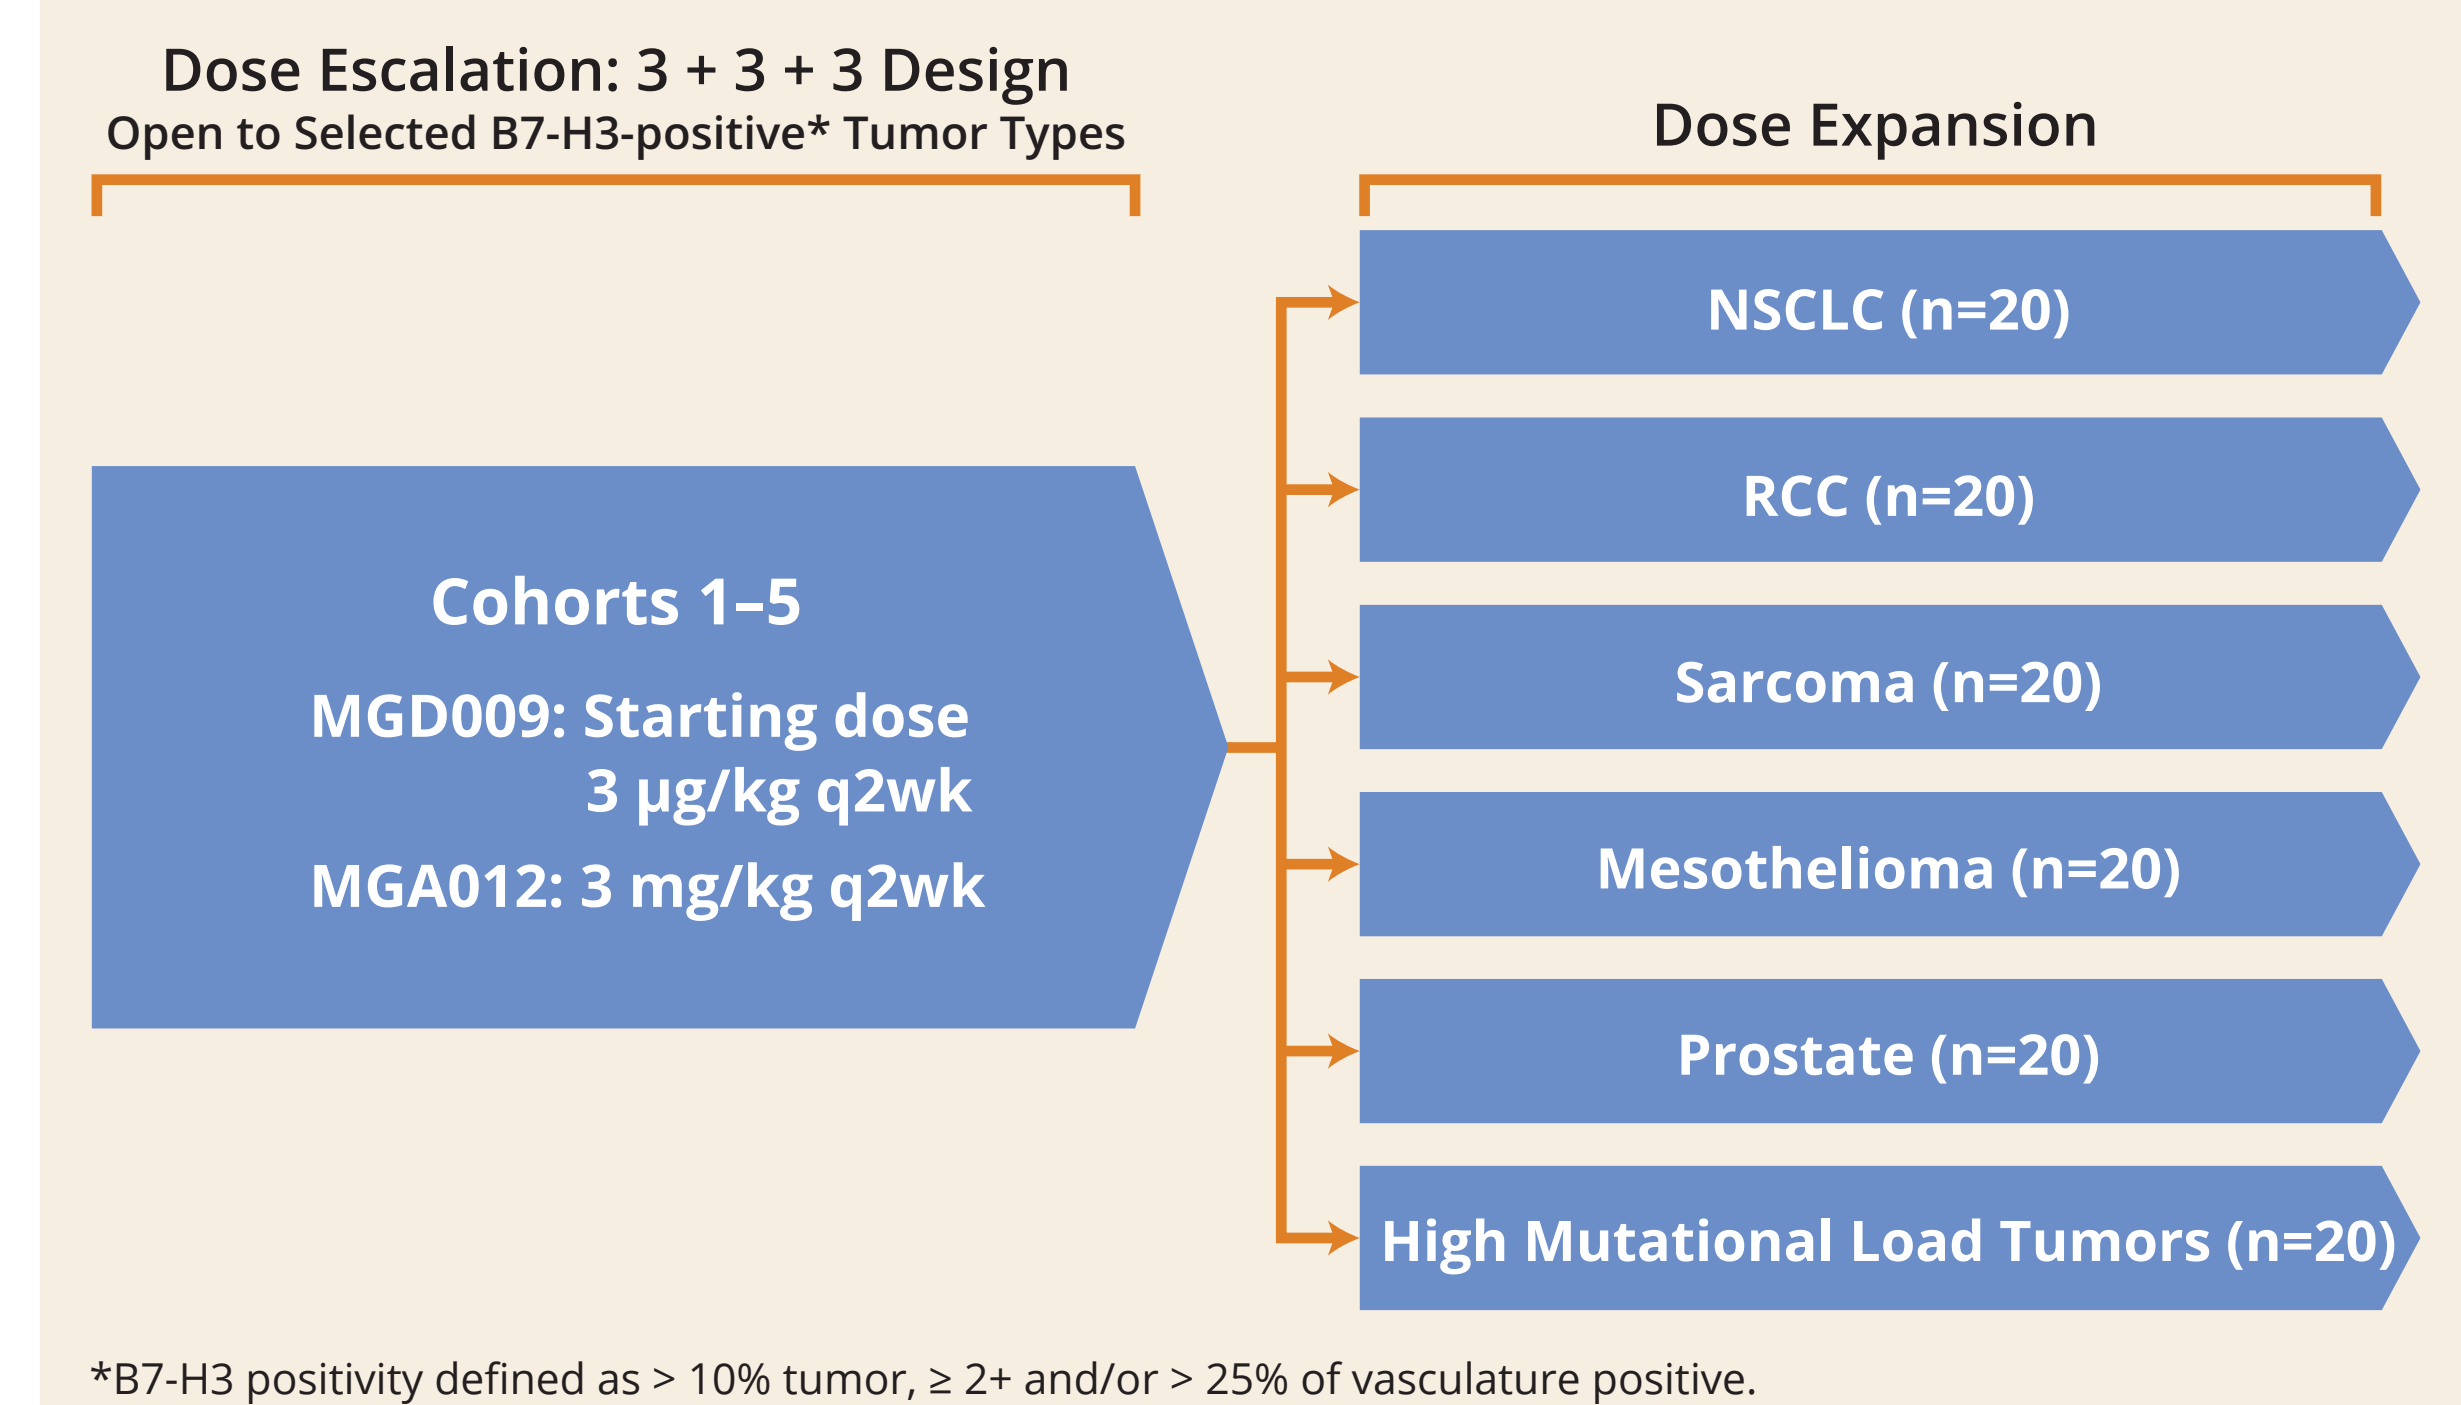 Dose Escalation: 3 + 3 + 3 Design
Open to Selected B7-H3-positive* Tumor Types
Dose Expansion
Cohorts 1–5
MGD009: Starting dose
3 µg/kg q2wk
MGA012: 3 mg/kg q2wk
NSCLC (n=20)
RCC (n=20)
Sarcoma (n=20)
Mesothelioma (n=20)
Prostate (n=20)
High Mutational Load Tumors (n=20)
*B7-H3 positivity defined as > 10% tumor, ≥ 2+ and/or > 25% of vasculature positive.